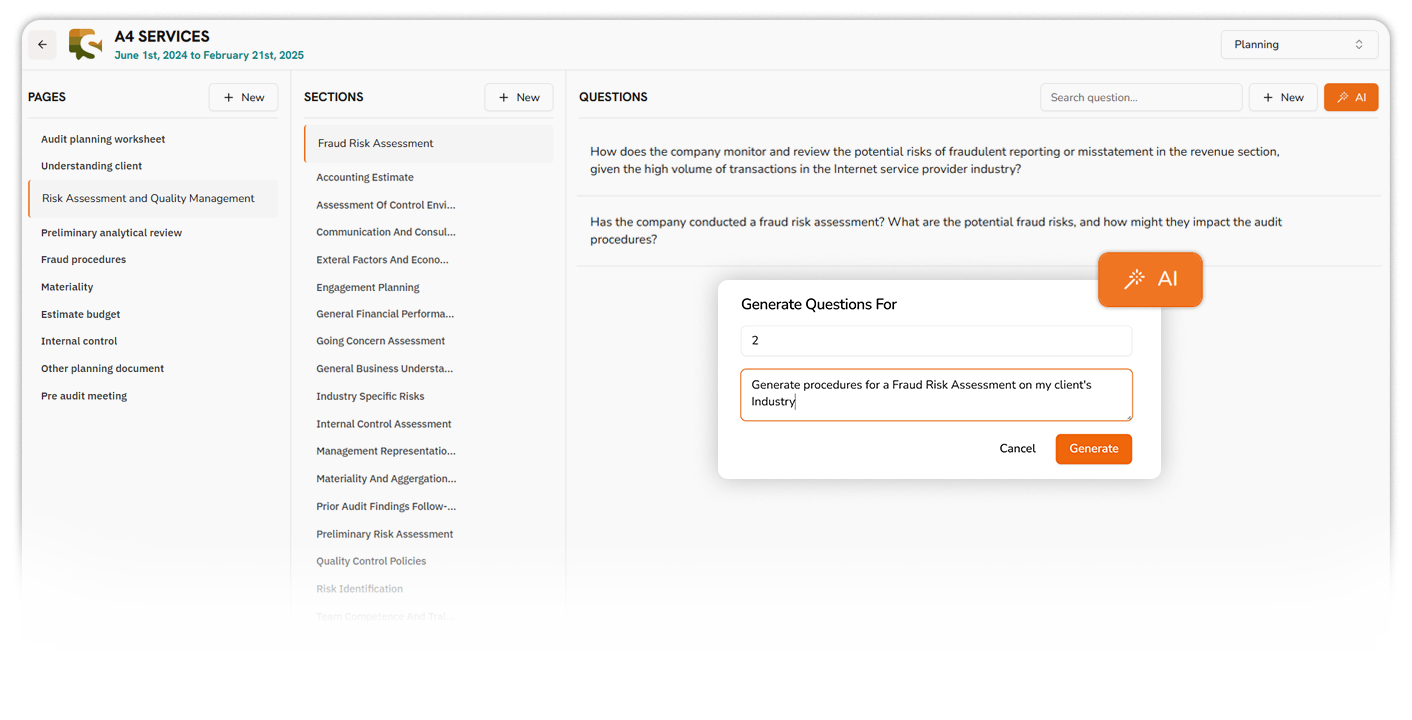 A4 SERVICES
June 1st, 2024 to February 21st, 2025
Planning
PAGES
New
Audit planning worksheet
Understanding client
Risk Assessment and Quality Management
Preliminary analytical review
Fraud procedures
Materiality
Estimate budget
Internal control
Other planning document
Pre audit meeting
SECTIONS
New
Fraud Risk Assessment
Accounting Estimate
Assessment Of Control Envi...
Communication And Consul...
Exteral Factors And Econo...
Engagement Planning
General Financial Performa...
Going Concern Assessment
General Business Understa...
Industry Specific Risks
Internal Control Assessment
Management Representatio...
Materiality And Aggergation...
Prior Audit Findings Follow-...
Preliminary Risk Assessment
Quality Control Policies
Risk Identification
Team Competence And Trai...
QUESTIONS
Search question...
New
AI
How does the company monitor and review the potential risks of fraudulent reporting or misstatement in the revenue section,
given the high volume of transactions in the Internet service provider industry?
Has the company conducted a fraud risk assessment? What are the potential fraud risks, and how might they impact the audit
procedures?
AI
Generate Questions For
2
Generate procedures for a Fraud Risk Assessment on my client's
Industry
Cancel
Generate